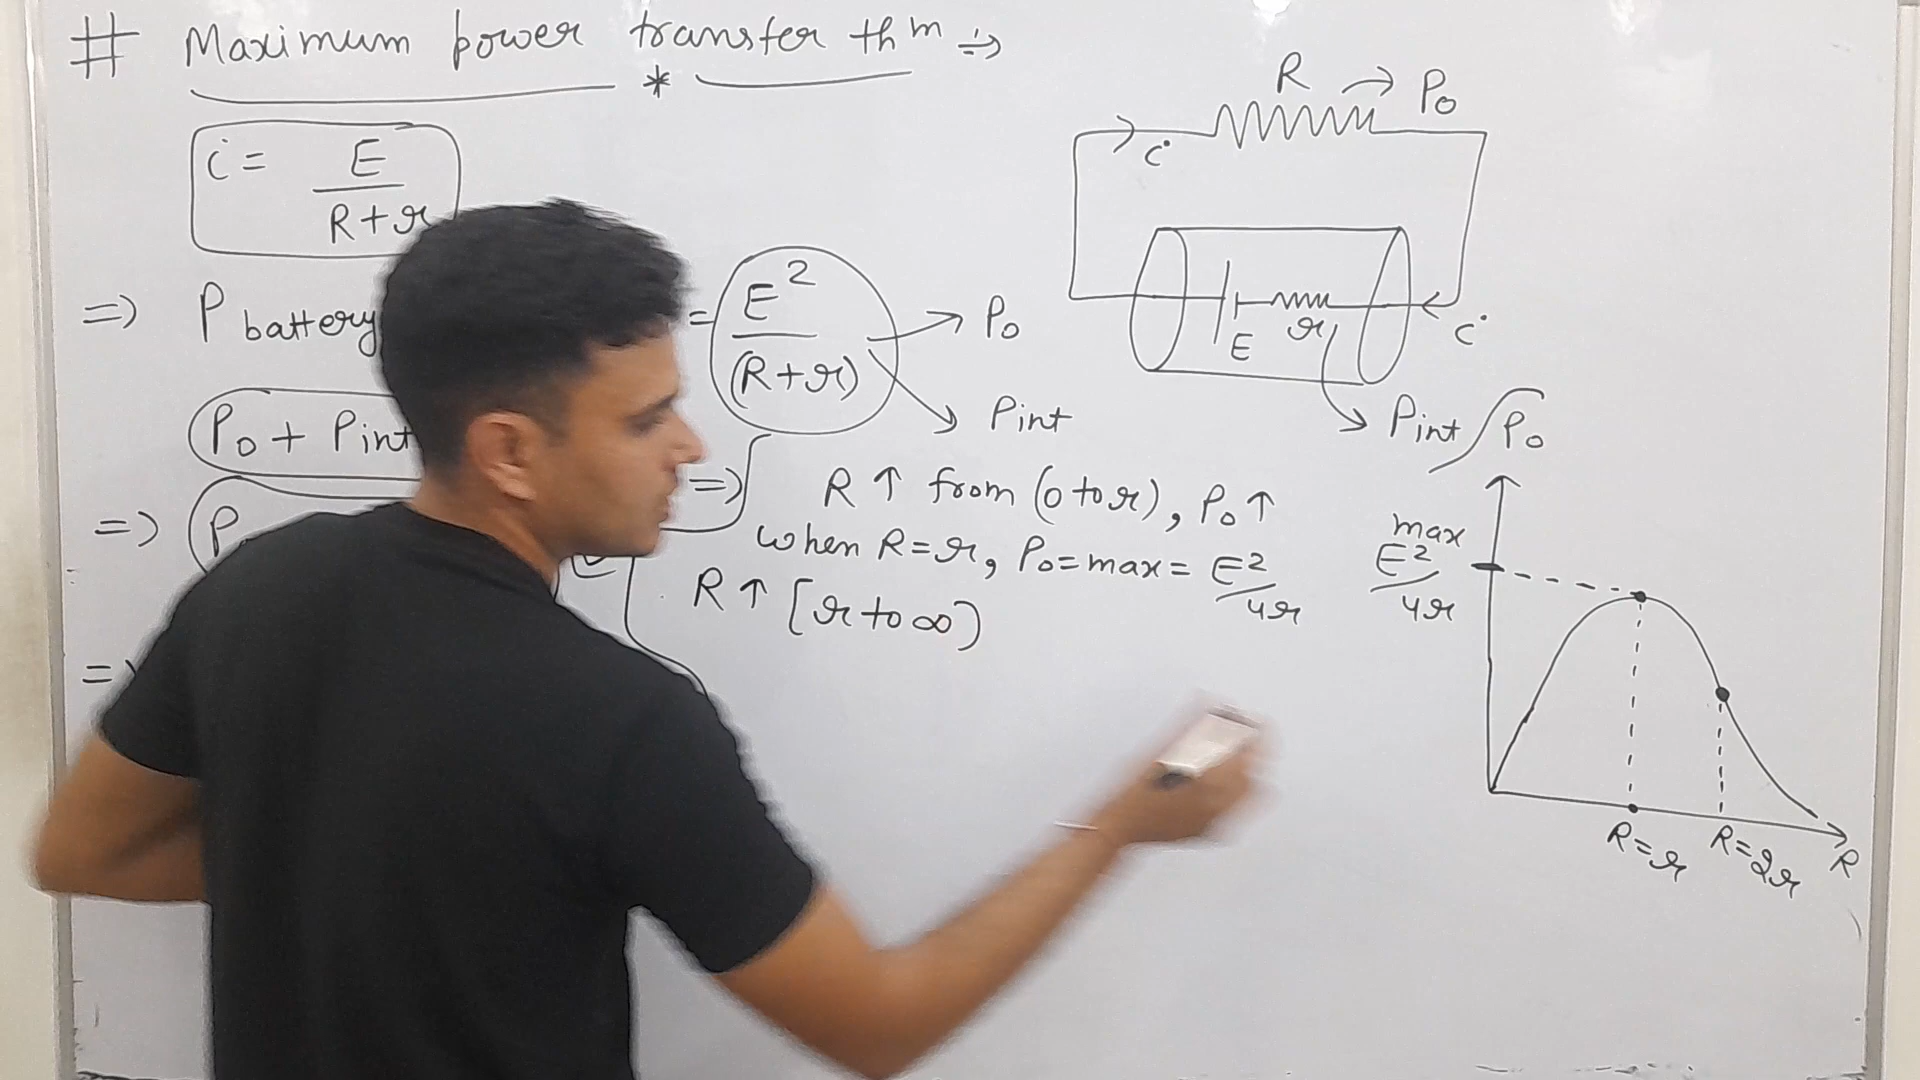 # Maximum power transfer thm ⇒
*
i = E
R+r
⇒ P battery
= E²
(R+r)
→ Po
→ Pint
Po + Pint
⇒ P
⇒ R ↑ from (0 to r), Po ↑
when R = r, Po = max = E²/4r
R ↑ [r to ∞)
=
R → Po
i
E r
i
Pint
Po
max
E²/4r
R=r R=2r R